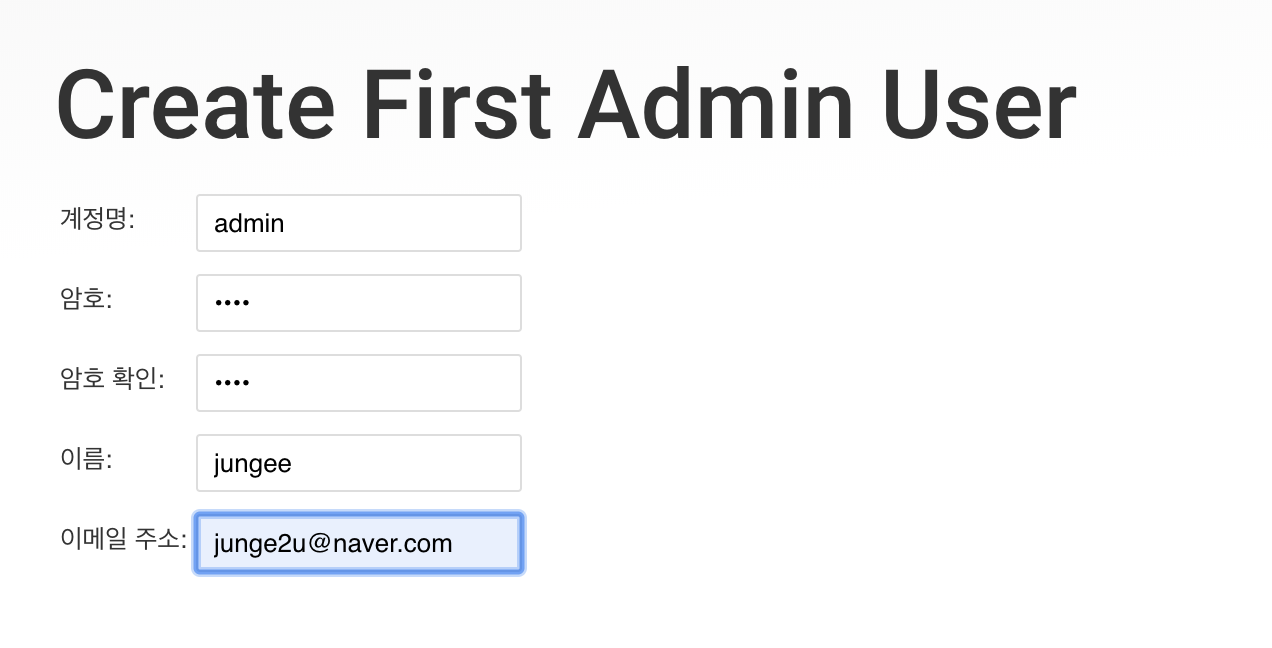 Create First Admin User
계정명: admin
암호: ••••
암호 확인: ••••
이름: jungee
이메일 주소: junge2u@naver.com